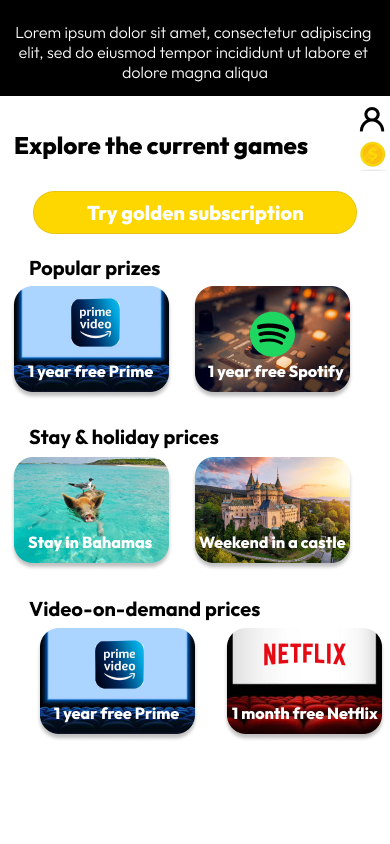 Lorem ipsum dolor sit amet, consectetur adipiscing
elit, sed do eiusmod tempor incididunt ut labore et
dolore magna aliqua
Explore the current games
Try golden subscription
Popular prizes
prime
video
1 year free Prime
1 year free Spotify
Stay & holiday prices
Stay in Bahamas
Weekend in a castle
Video-on-demand prices
prime
video
1 year free Prime
NETFLIX
1 month free Netflix